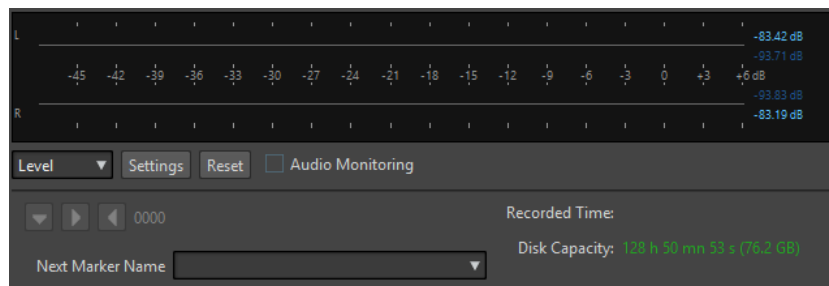 L -83.42 dB
-93.71 dB
-45 -42 -39 -36 -33 -30 -27 -24 -21 -18 -15 -12 -9 -6 -3 0 +3 +6 dB
-93.83 dB
R -83.19 dB
Level Settings Reset Audio Monitoring
0000 Recorded Time:
Disk Capacity: 128 h 50 mn 53 s (76.2 GB)
Next Marker Name